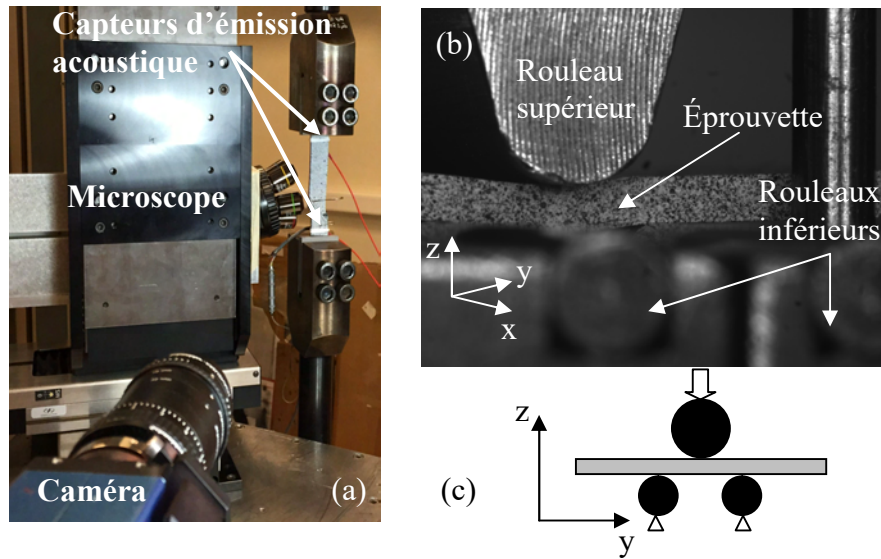 Capteurs d'émission
acoustique
Microscope
Caméra
(a)
(b)
Rouleau
supérieur
Éprouvette
Rouleaux
inférieurs
z
y
x
z
(c)
y